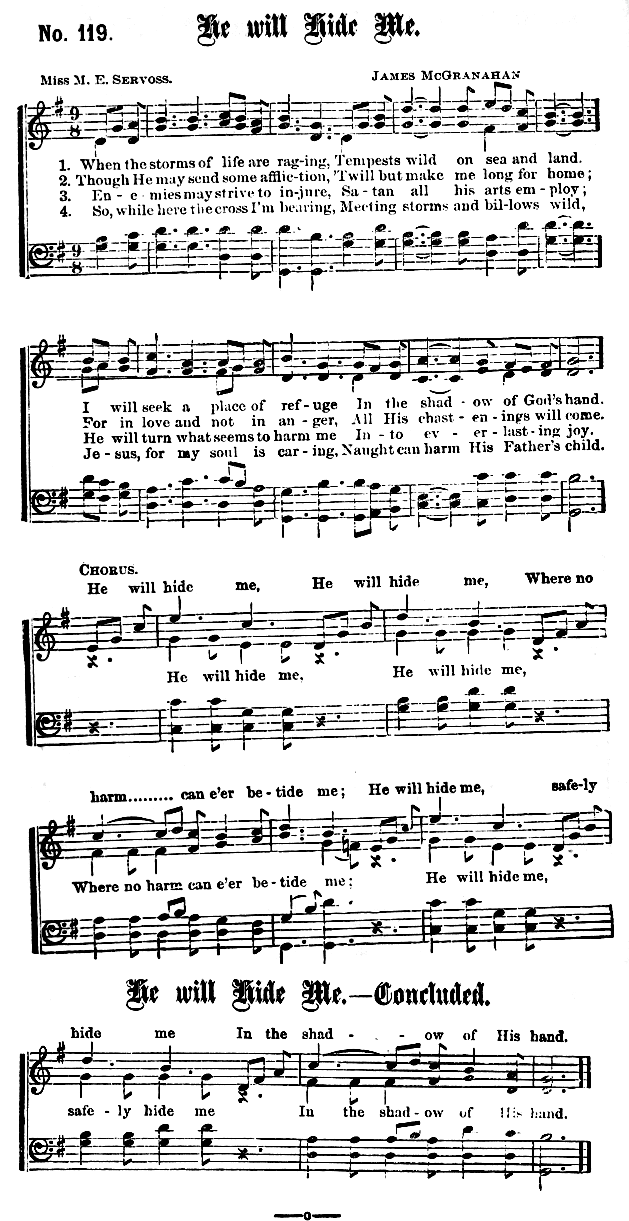 No. 119. He will Hide Me.
Miss M. E. Servoss. James McGranahan
9 8
1. When the storms of life are rag-ing, Tempests wild on sea and land.
2. Though He may send some afflic-tion, 'Twill but make me long for home;
3. En - e - mies may strive to in-jure, Sa - tan all his arts em - ploy;
4. So, while here the cross I'm bearing, Meeting storms and bil-lows wild,
9 8
I will seek a place of ref - uge In the shad - ow of God's hand.
For in love and not in an - ger, All His chast - en - ings will come.
He will turn what seems to harm me In - to ev - er - last - ing joy.
Je - sus, for my soul is car - ing, Naught can harm His Father's child.
Chorus.
He will hide me, He will hide me, Where no
He will hide me, He will hide me,
harm......... can e'er be - tide me; He will hide me, safe-ly
Where no harm can e'er be - tide me; He will hide me,
He will Hide Me.—Concluded.
hide me In the shad - - ow of His hand.
safe - ly hide me In the shad - ow of His hand.